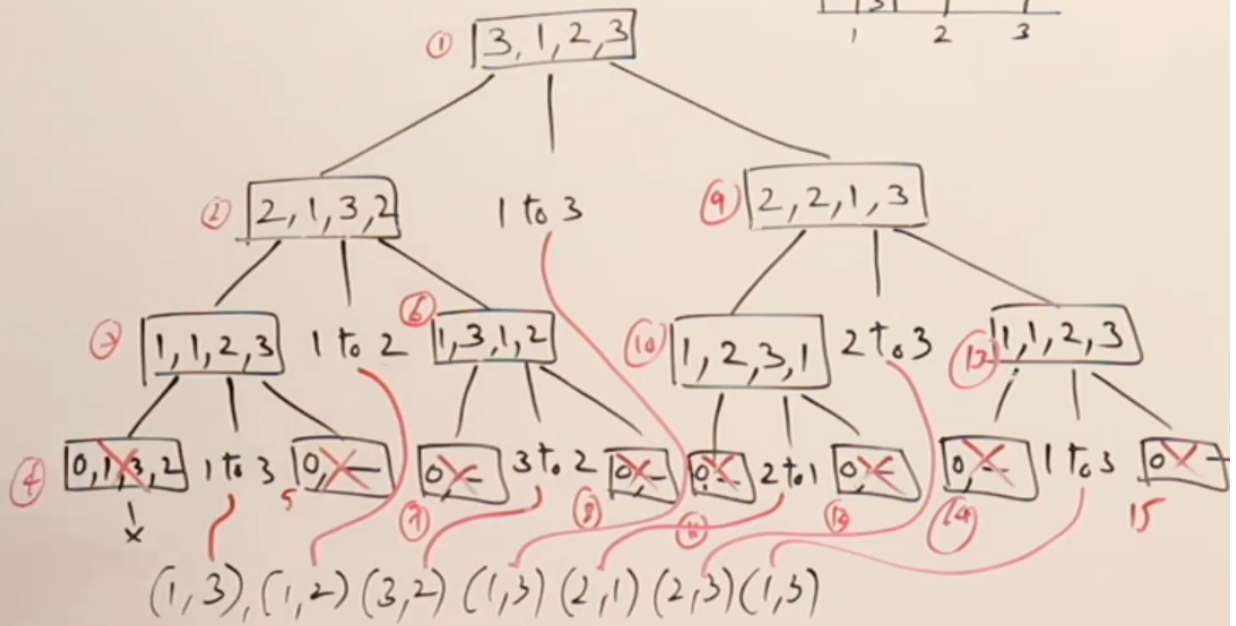 ① 3, 1, 2, 3
1 2 3
② 2, 1, 3, 2 1 to 3 ⑨ 2, 2, 1, 3
③ 1, 1, 2, 3 1 to 2 ⑥ 1, 3, 1, 2 ⑩ 1, 2, 3, 1 2 to 3 1, 1, 2, 3
④ 0, 1, 3, 2 1 to 3 0, - 0, - 3 to 2 0, - 0, - 2 to 1 0, - 0, - 1 to 3 0 -
5 ⑦ ⑧ ⑪ ⑭ 15
x
(1, 3), (1, 2) (3, 2) (1, 3) (2, 1) (2, 3) (1, 3)